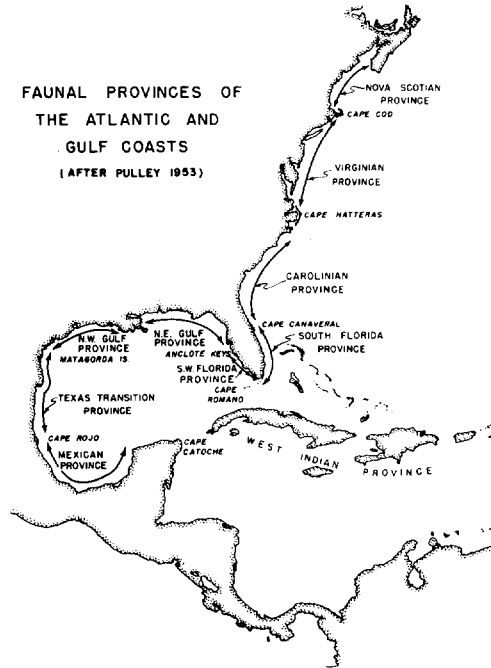 FAUNAL PROVINCES OF
THE ATLANTIC AND
GULF COASTS
(AFTER PULLEY 1953)
NOVA SCOTIAN
PROVINCE
CAPE COD
VIRGINIAN
PROVINCE
CAPE HATTERAS
CAROLINIAN
PROVINCE
CAPE CANAVERAL
SOUTH FLORIDA
PROVINCE
N.W. GULF
PROVINCE
MATAGORDA IS.
N.E. GULF
PROVINCE
ANCLOTE KEYS
S.W. FLORIDA
PROVINCE
CAPE
ROMANO
TEXAS TRANSITION
PROVINCE
CAPE ROJO
MEXICAN
PROVINCE
CAPE
CATOCHE
WEST INDIAN PROVINCE